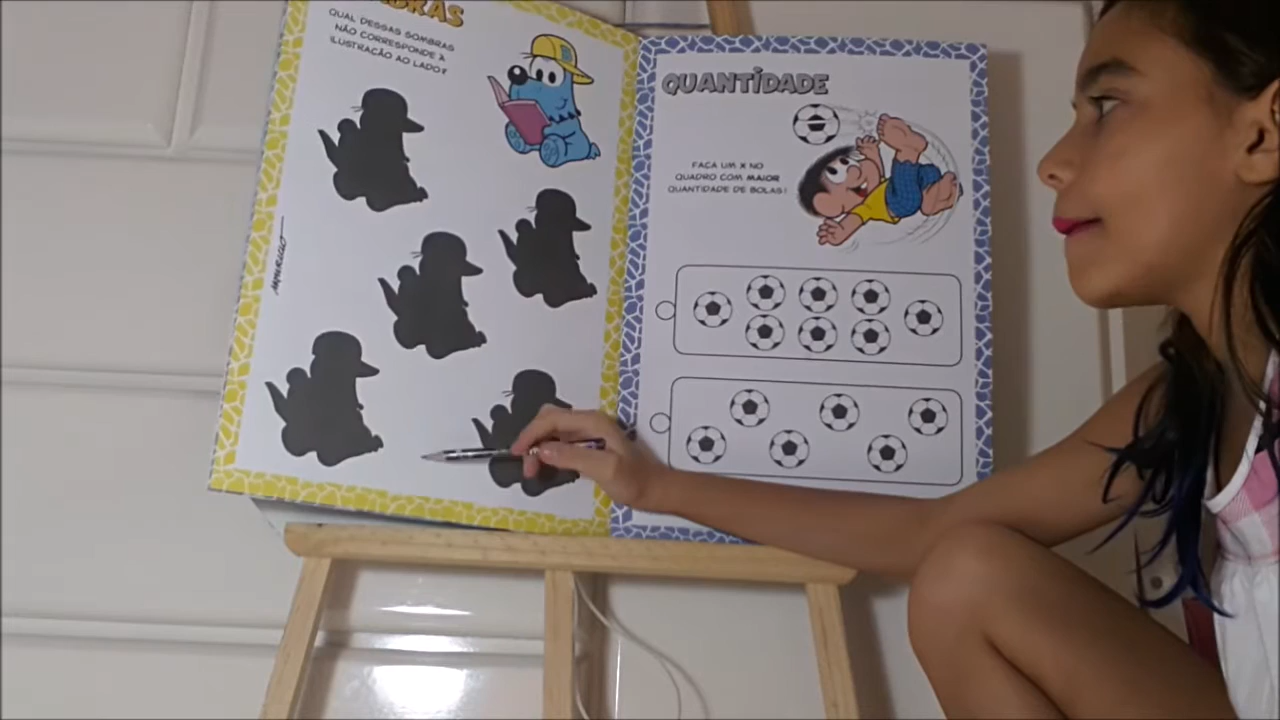 QUAL DESSAS SOMBRAS
NÃO CORRESPONDE À
ILUSTRAÇÃO AO LADO?
QUANTIDADE
FAÇA UM X NO
QUADRO COM MAIOR
QUANTIDADE DE BOLAS!